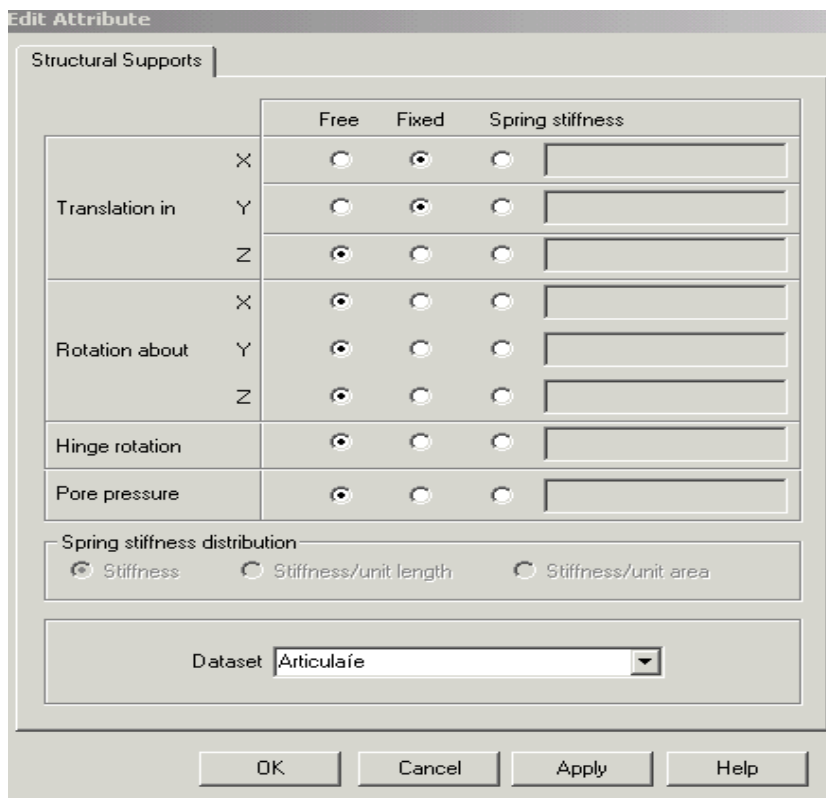 Edit Attribute
Structural Supports
Free Fixed Spring stiffness
X
Translation in Y
Z
X
Rotation about Y
Z
Hinge rotation
Pore pressure
Spring stiffness distribution
Stiffness Stiffness/unit length Stiffness/unit area
Dataset Articulaíe
OK Cancel Apply Help